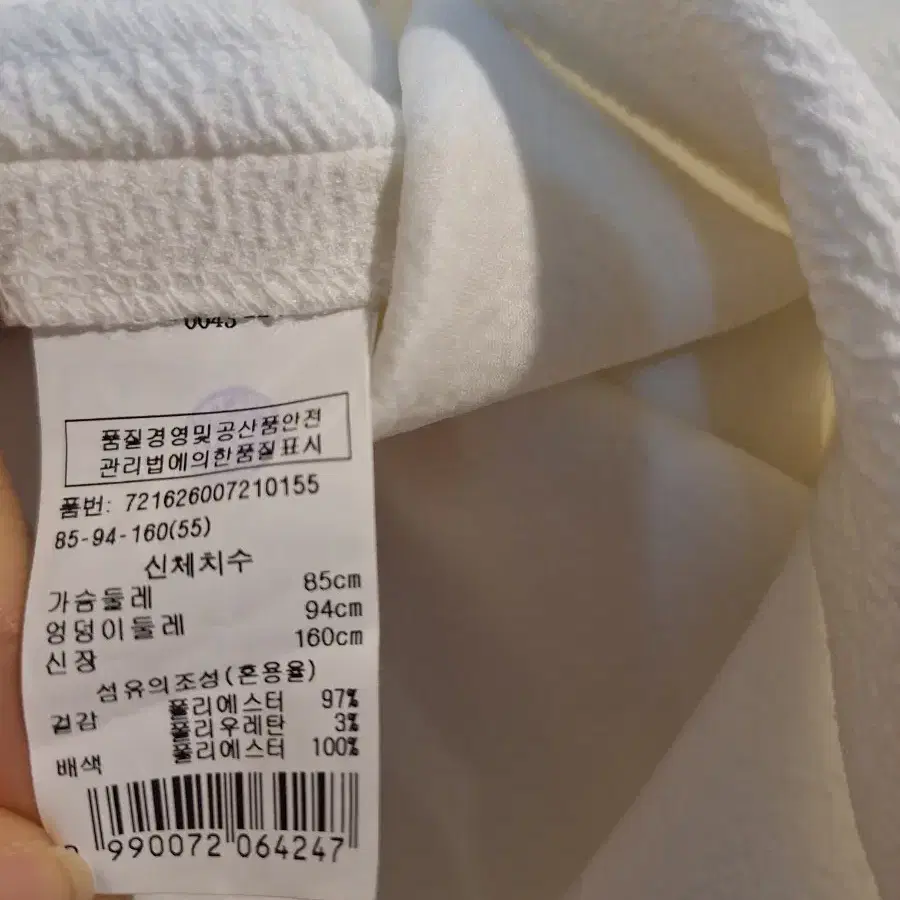 품질경영및공산품안전
관리법에의한품질표시
품번: 721626007210155
85-94-160(55)
신체치수
가슴둘레 85cm
엉덩이둘레 94cm
신장 160cm
섬유의조성(혼용율)
겉감 폴리에스터 97%
폴리우레탄 3%
배색 폴리에스터 100%
990072 064247